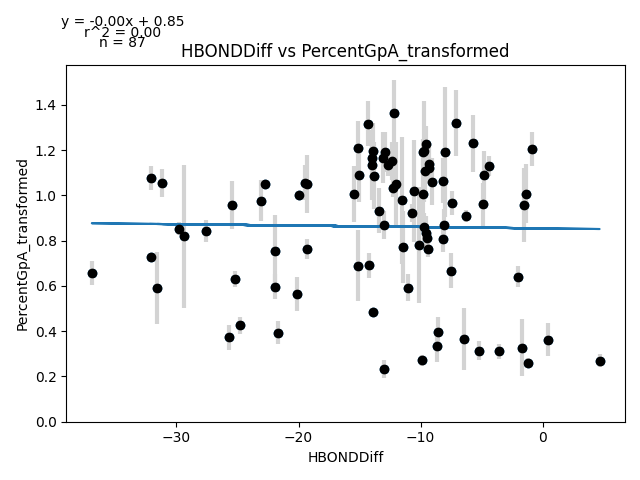 y = -0.00x + 0.85
r^2 = 0.00
n = 87
HBONDDiff vs PercentGpA_transformed
PercentGpA_transformed
1.4
1.2
1.0
0.8
0.6
0.4
0.2
0.0
−30
−20
−10
0
HBONDDiff